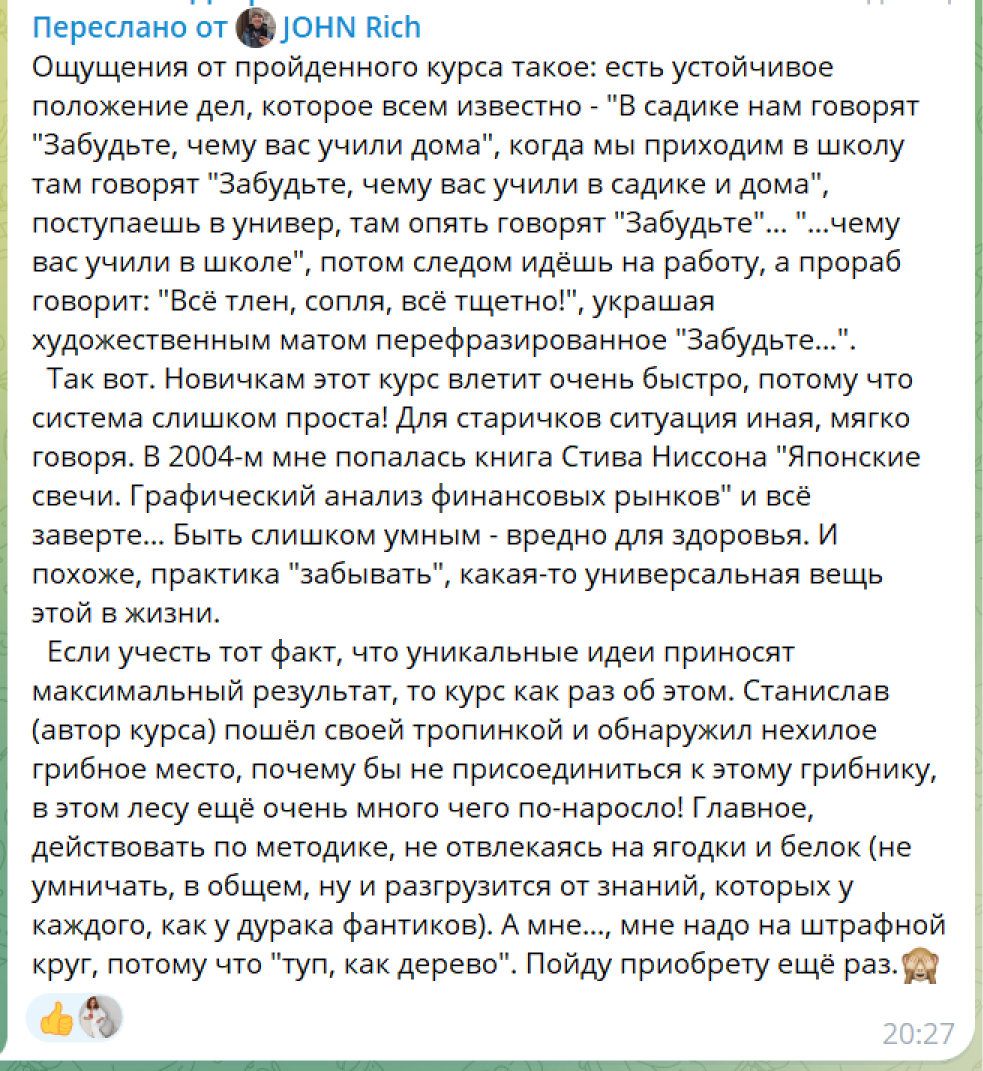 Переслано от JOHN Rich
Ощущения от пройденного курса такое: есть устойчивое
положение дел, которое всем известно - "В садике нам говорят
"Забудьте, чему вас учили дома", когда мы приходим в школу
там говорят "Забудьте, чему вас учили в садике и дома",
поступаешь в универ, там опять говорят "Забудьте"... "...чему
вас учили в школе", потом следом идёшь на работу, а прораб
говорит: "Всё тлен, сопля, всё тщетно!", украшая
художественным матом перефразированное "Забудьте...".
Так вот. Новичкам этот курс влетит очень быстро, потому что
система слишком проста! Для старичков ситуация иная, мягко
говоря. В 2004-м мне попалась книга Стива Ниссона "Японские
свечи. Графический анализ финансовых рынков" и всё
заверте... Быть слишком умным - вредно для здоровья. И
похоже, практика "забывать", какая-то универсальная вещь
этой в жизни.
Если учесть тот факт, что уникальные идеи приносят
максимальный результат, то курс как раз об этом. Станислав
(автор курса) пошёл своей тропинкой и обнаружил нехилое
грибное место, почему бы не присоединиться к этому грибнику,
в этом лесу ещё очень много чего по-наросло! Главное,
действовать по методике, не отвлекаясь на ягодки и белок (не
умничать, в общем, ну и разгрузится от знаний, которых у
каждого, как у дурака фантиков). А мне..., мне надо на штрафной
круг, потому что "туп, как дерево". Пойду приобрету ещё раз.🙈
20:27